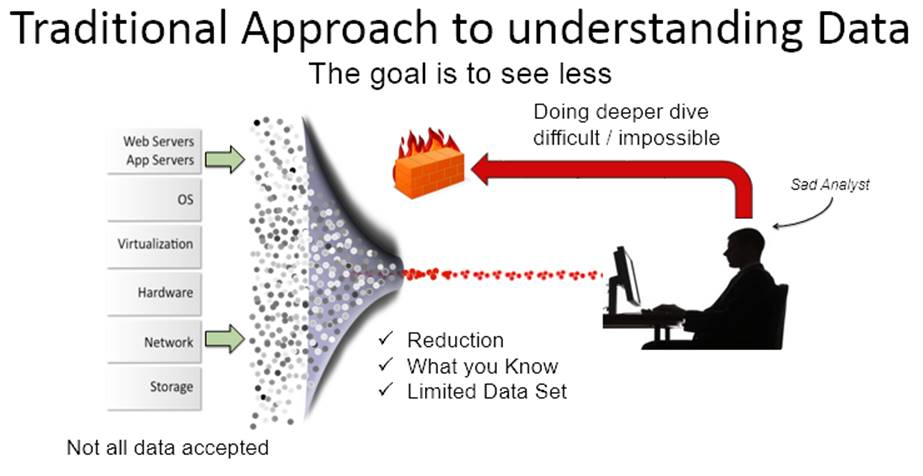 Traditional Approach to understanding Data
The goal is to see less
Doing deeper dive
difficult / impossible
Sad Analyst
Web Servers
App Servers
OS
Virtualization
Hardware
Network
Storage
✓ Reduction
✓ What you Know
✓ Limited Data Set
Not all data accepted